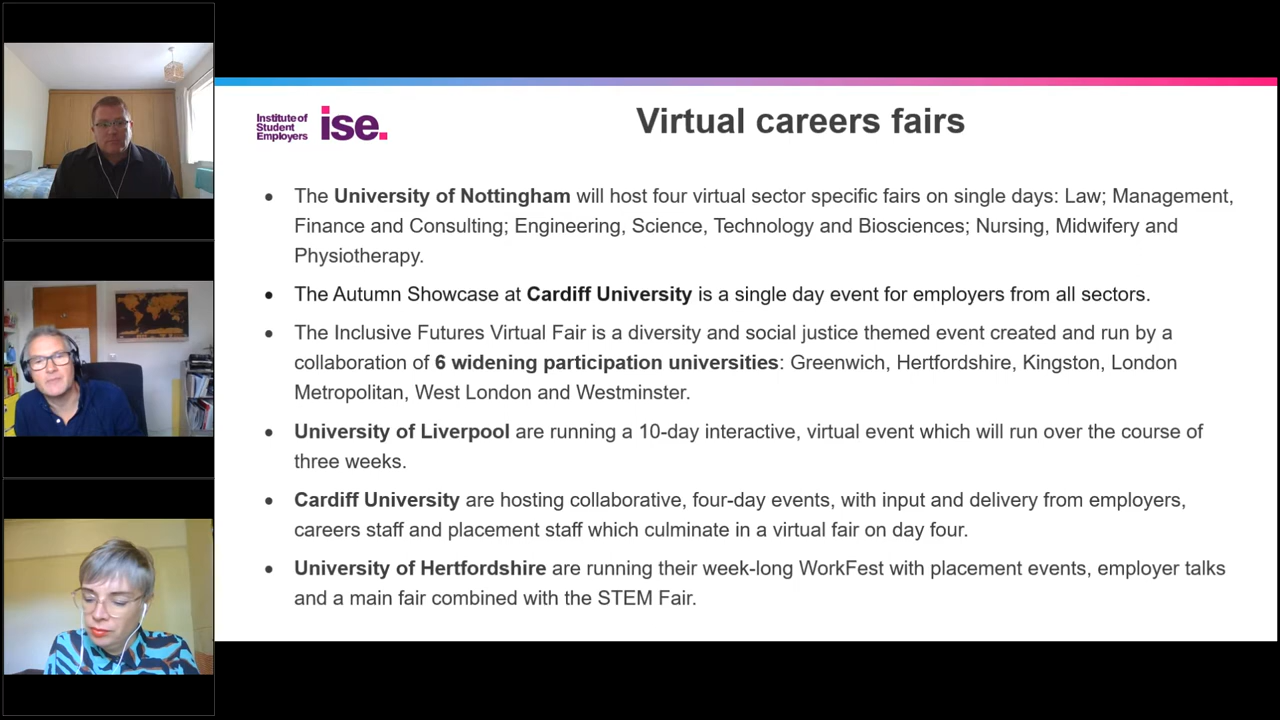 Institute of
Student
Employers
ise.
Virtual careers fairs
The University of Nottingham will host four virtual sector specific fairs on single days: Law; Management,
Finance and Consulting; Engineering, Science, Technology and Biosciences; Nursing, Midwifery and
Physiotherapy.
The Autumn Showcase at Cardiff University is a single day event for employers from all sectors.
The Inclusive Futures Virtual Fair is a diversity and social justice themed event created and run by a
collaboration of 6 widening participation universities: Greenwich, Hertfordshire, Kingston, London
Metropolitan, West London and Westminster.
University of Liverpool are running a 10-day interactive, virtual event which will run over the course of
three weeks.
Cardiff University are hosting collaborative, four-day events, with input and delivery from employers,
careers staff and placement staff which culminate in a virtual fair on day four.
University of Hertfordshire are running their week-long WorkFest with placement events, employer talks
and a main fair combined with the STEM Fair.